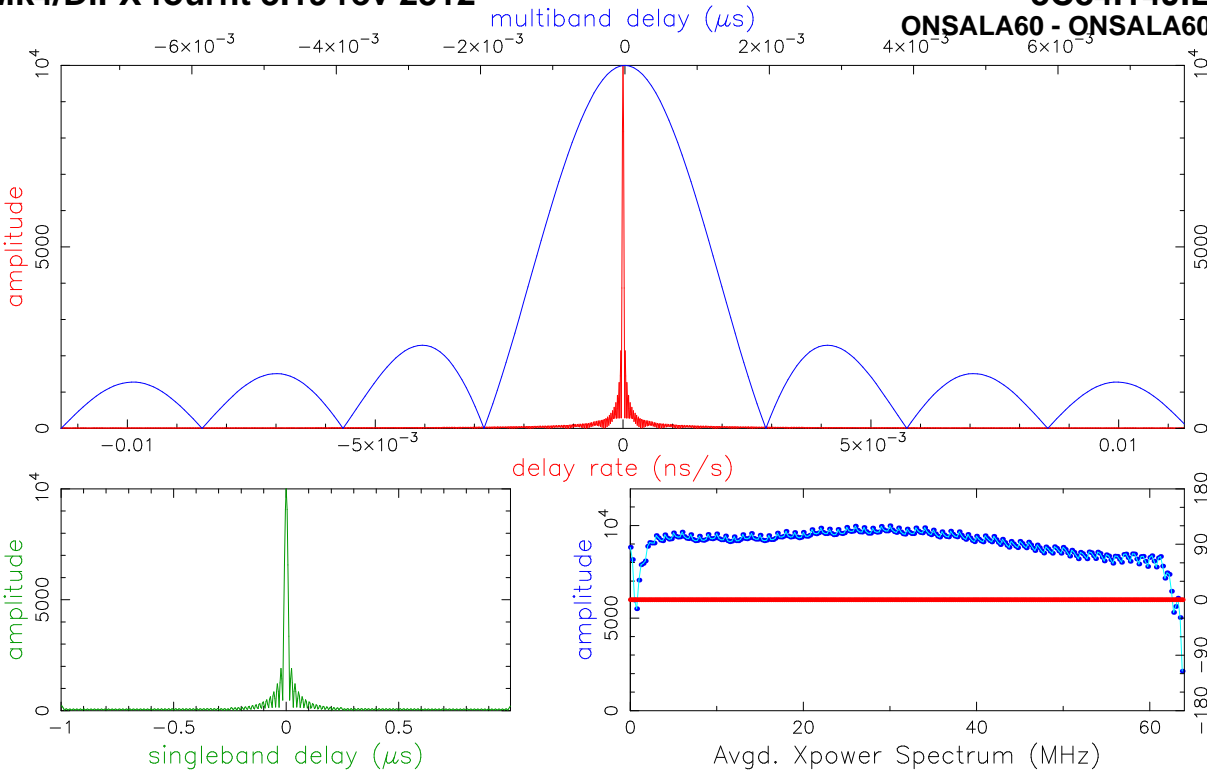 ONSALA60 - ONSALA60
multiband delay (μs)
−6×10⁻³ −4×10⁻³ −2×10⁻³ 0 2×10⁻³ 4×10⁻³ 6×10⁻³
amplitude
0 5000 10⁴
0 5000 10⁴
−0.01 −5×10⁻³ 0 5×10⁻³ 0.01
delay rate (ns/s)
amplitude
0 5000 10⁴
−1 −0.5 0 0.5
singleband delay (μs)
amplitude
0 5000 10⁴
−180 −90 0 90 180
0 20 40 60
Avgd. Xpower Spectrum (MHz)